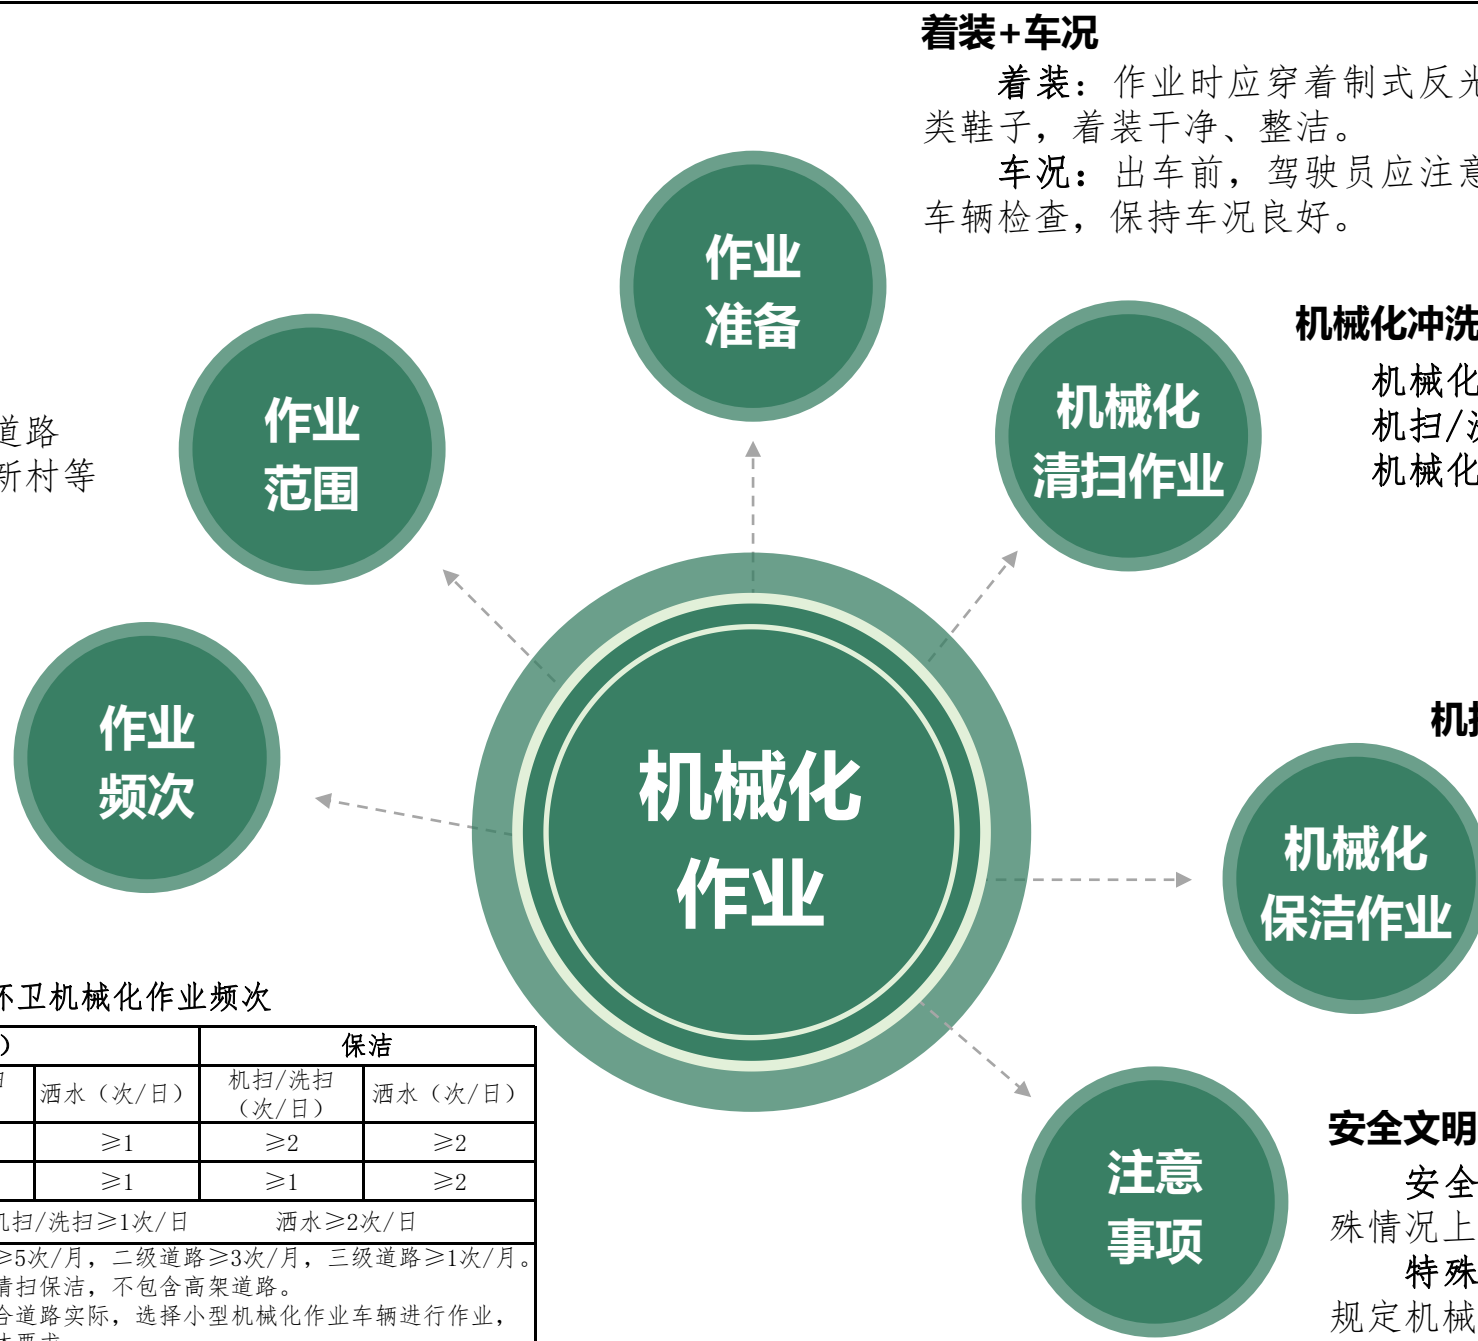 着装+车况
着装：作业时应穿着制式反光
类鞋子，着装干净、整洁。
车况：出车前，驾驶员应注意
车辆检查，保持车况良好。
作业
准备
机械化冲洗
机械化
机扫/洗
机械化
机械化
清扫作业
作业
范围
道路
新村等
作业
频次
机械化
作业
机扫
机械化
保洁作业
环卫机械化作业频次
）
保洁
洒水（次/日）
机扫/洗扫
（次/日）
洒水（次/日）
≥1
≥2
≥2
≥1
≥1
≥2
机扫/洗扫≥1次/日 洒水≥2次/日
≥5次/月，二级道路≥3次/月，三级道路≥1次/月。
清扫保洁，不包含高架道路。
合道路实际，选择小型机械化作业车辆进行作业，
体要求
注意
事项
安全文明
安全
殊情况上
特殊
规定机械